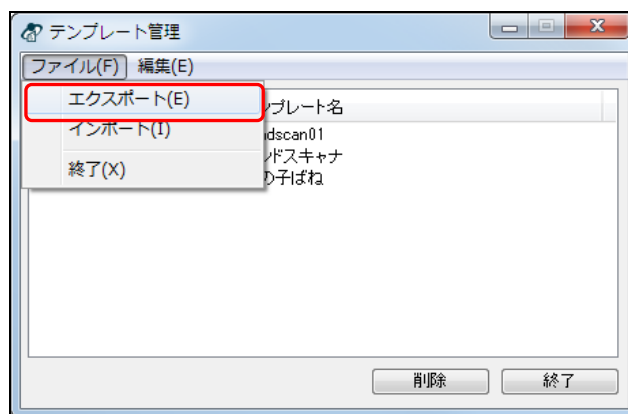 テンプレート管理
ファイル(F) 編集(E)
エクスポート(E)
インポート(I)
終了(X)
ンプレート名
dscan01
ンドスキャナ
の子ばね
削除 終了